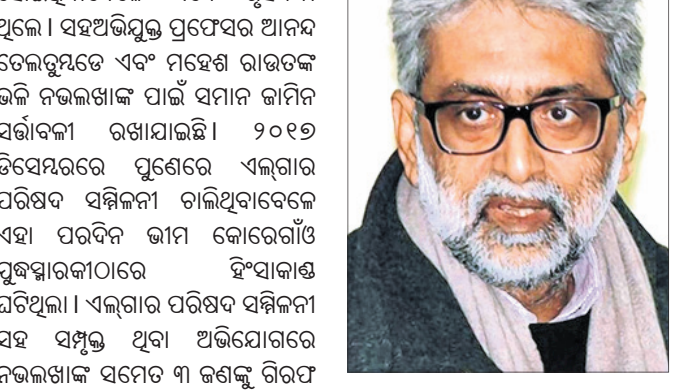 ଥିଲେ । ସହଅଭିଯୁକ୍ତ ପ୍ରଫେସର ଆନନ୍ଦ
ତେଲତୁମ୍ବଡେ ଏବଂ ମହେଶ ରାଉତଙ୍କ
ଭଳି ନଭଲଖାଙ୍କ ପାଇଁ ସମାନ ଜାମିନ
ସର୍ତ୍ତାବଳୀ ରଖାଯାଇଛି। ୨୦୧୭
ଡିସେମ୍ବରରେ ପୁଣେରେ ଏଲ୍‌ଗାର
ପରିଷଦ ସମ୍ମିଳନୀ ଚାଲିଥିବାବେଳେ
ଏହା ପରଦିନ ଭୀମ କୋରେଗାଁଓ
ଯୁଦ୍ଧସ୍ମାରକୀଠାରେ ହିଂସାକାଣ୍ଡ
ଘଟିଥିଲା । ଏଲ୍‌ଗାର ପରିଷଦ ସମ୍ମିଳନୀ
ସହ ସମ୍ପୃକ୍ତ ଥିବା ଅଭିଯୋଗରେ
ନଭଲଖାଙ୍କ ସମେତ ୩ ଜଣଙ୍କୁ ଗିରଫ